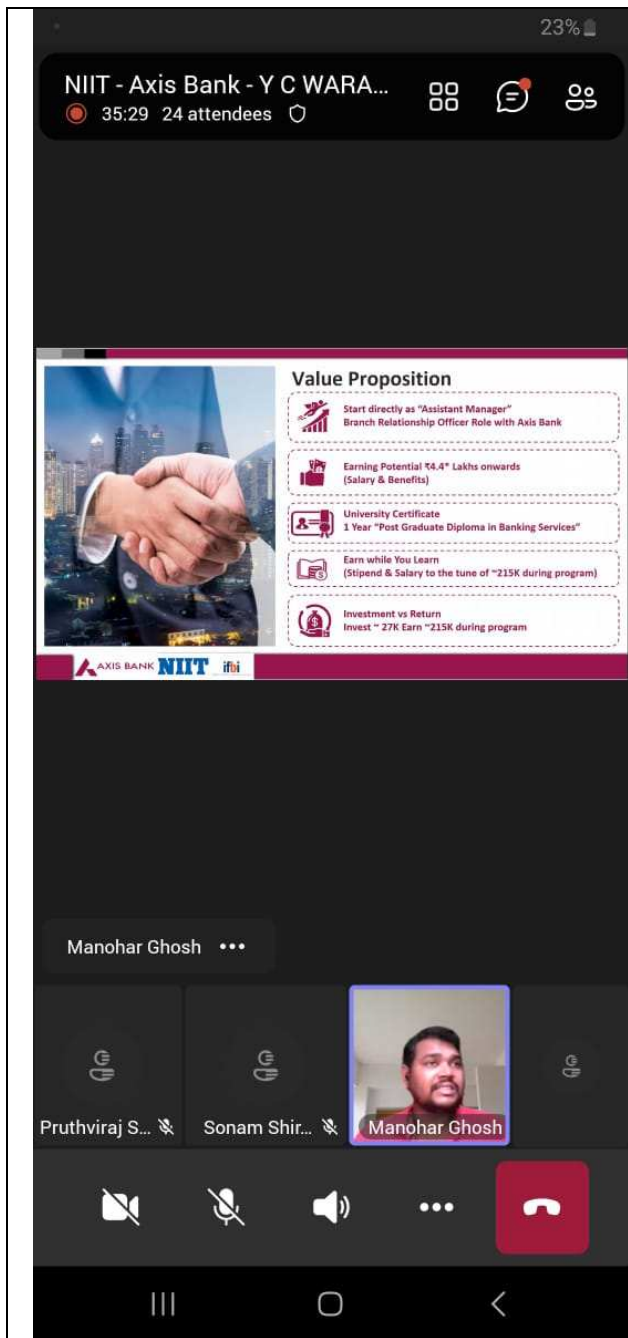 23%
NIIT - Axis Bank - Y C WARA...
35:29 24 attendees
Value Proposition
Start directly as "Assistant Manager"
Branch Relationship Officer Role with Axis Bank
Earning Potential ₹4.4* Lakhs onwards
(Salary & Benefits)
University Certificate
1 Year "Post Graduate Diploma in Banking Services"
Earn while You Learn
(Stipend & Salary to the tune of ~215K during program)
Investment vs Return
Invest ~ 27K Earn ~215K during program
AXIS BANK NIIT ifbi
Manohar Ghosh
Pruthviraj S... Sonam Shir... Manohar Ghosh